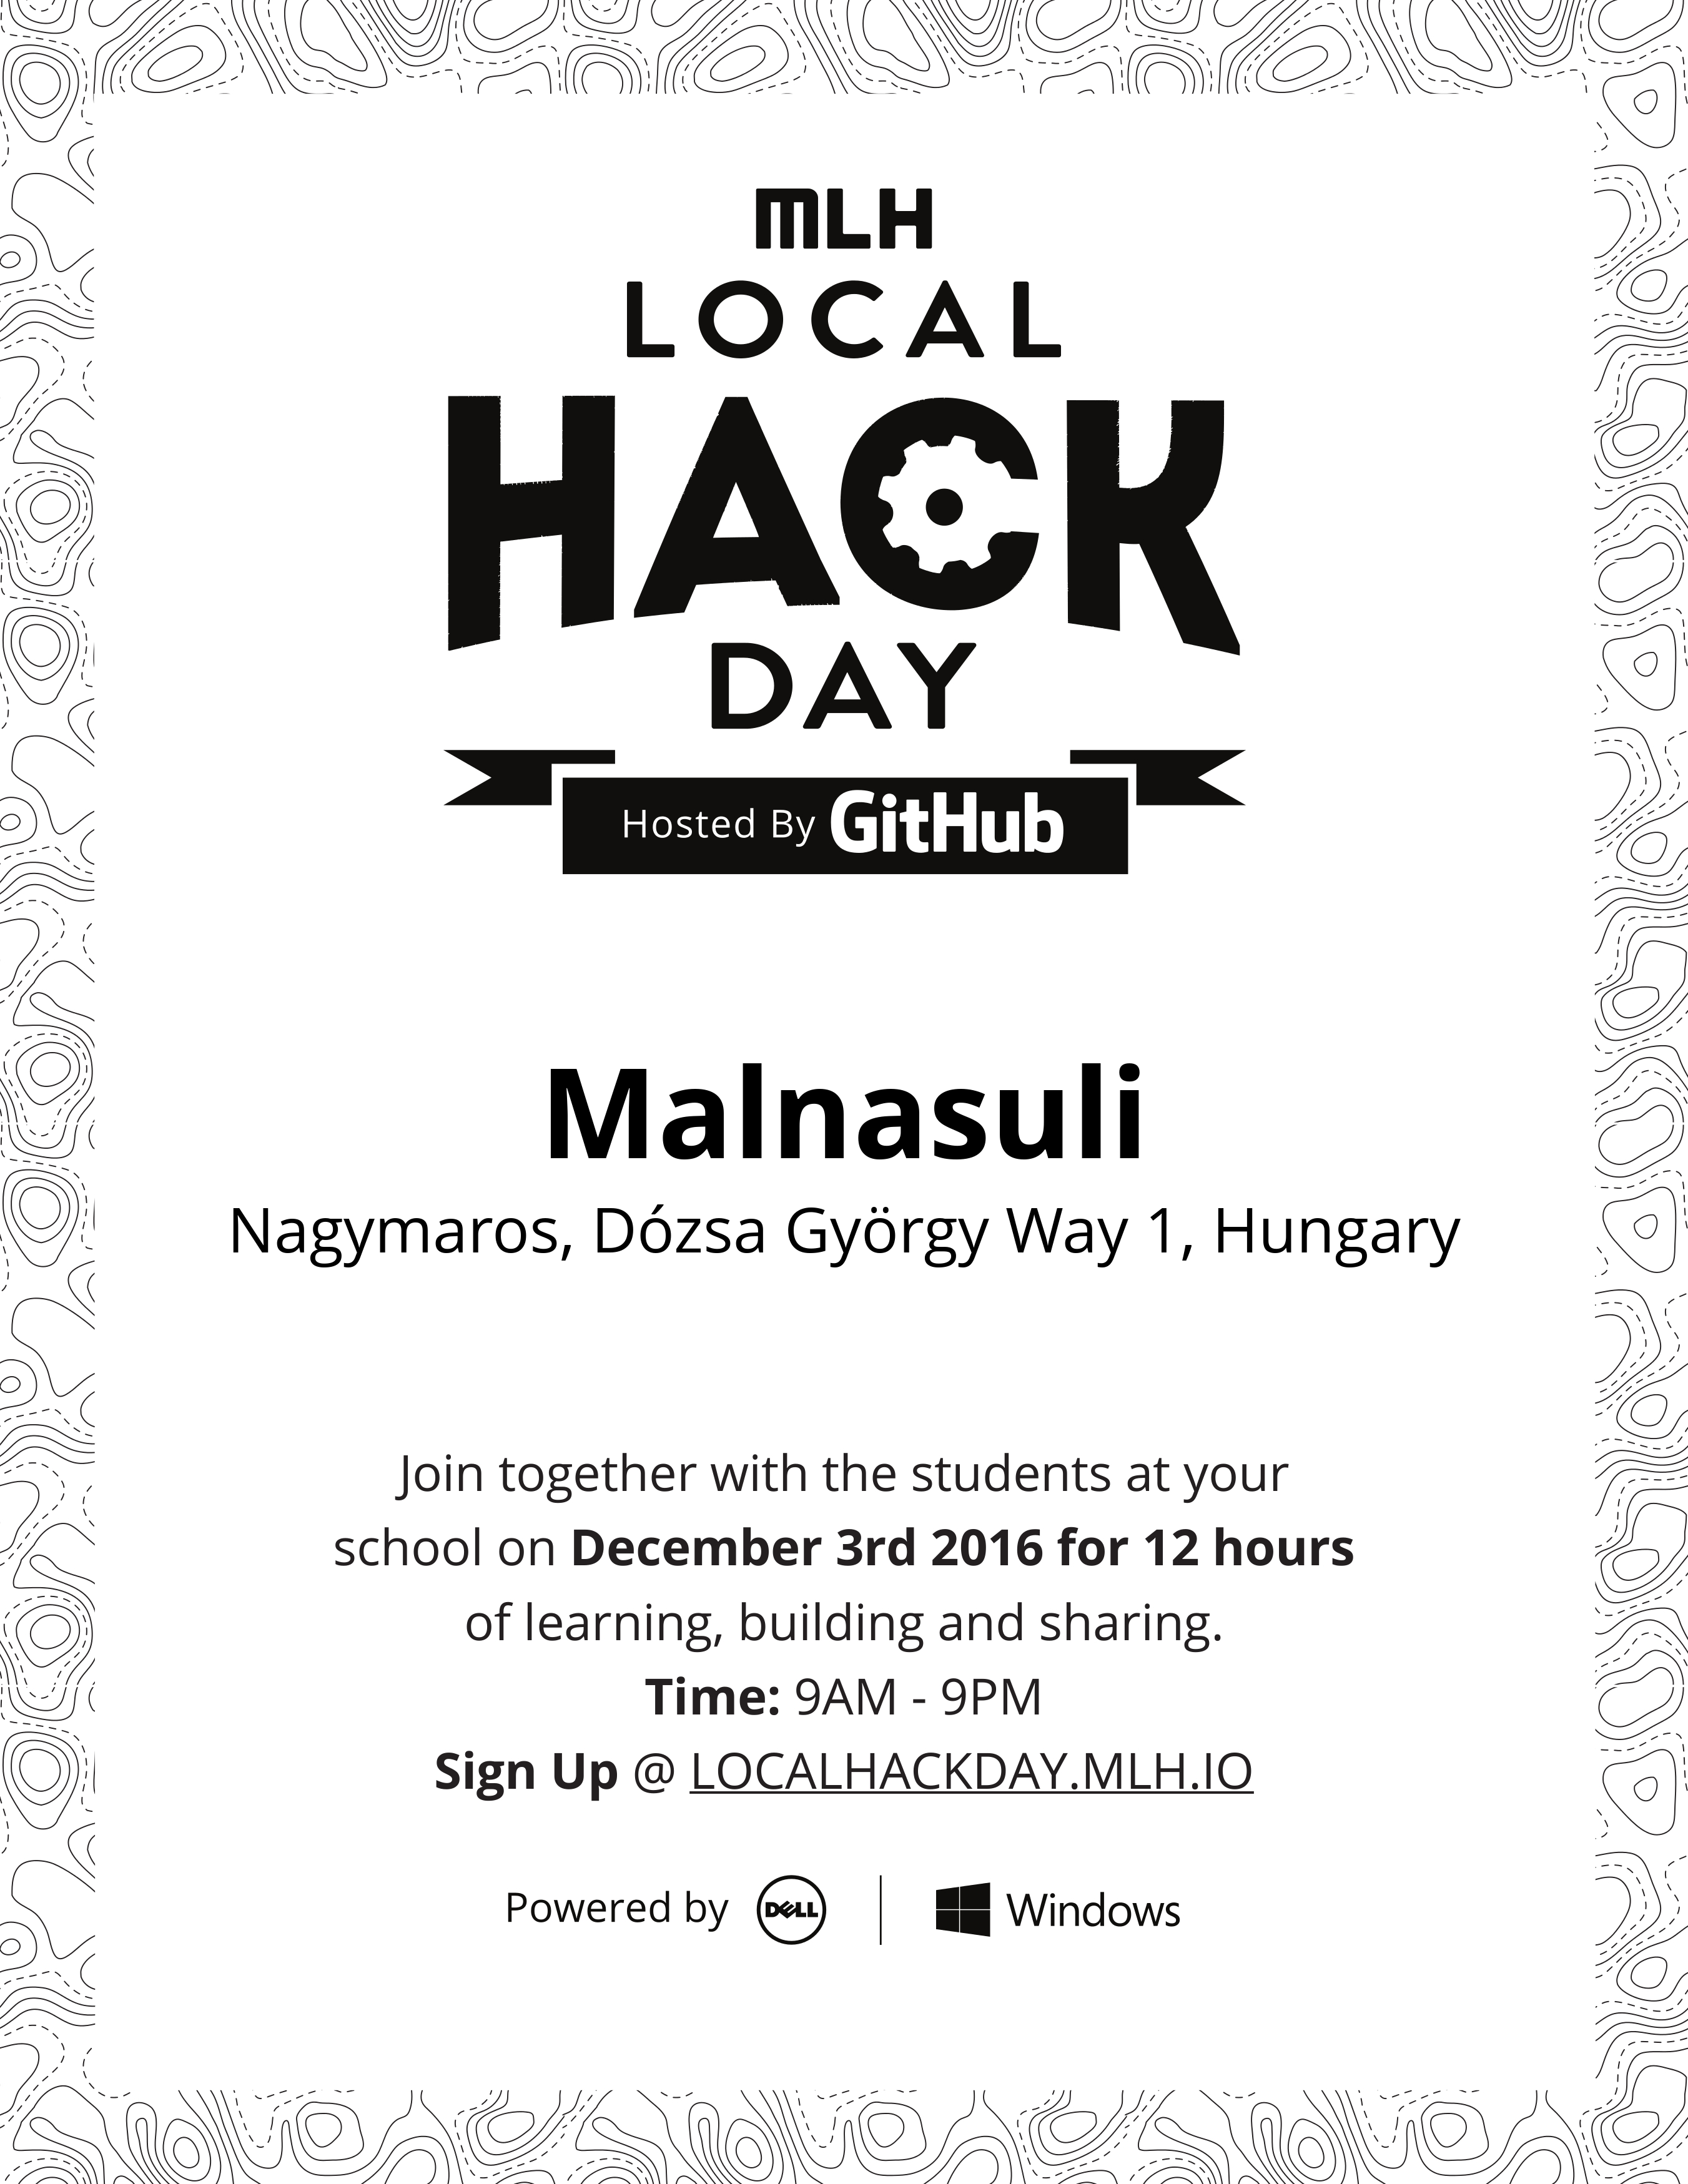 MLH
LOCAL
HACK
DAY
Hosted By GitHub
Malnasuli
Nagymaros, Dózsa György Way 1, Hungary
Join together with the students at your
school on December 3rd 2016 for 12 hours
of learning, building and sharing.
Time: 9AM - 9PM
Sign Up @ LOCALHACKDAY.MLH.IO
Powered by DELL | Windows